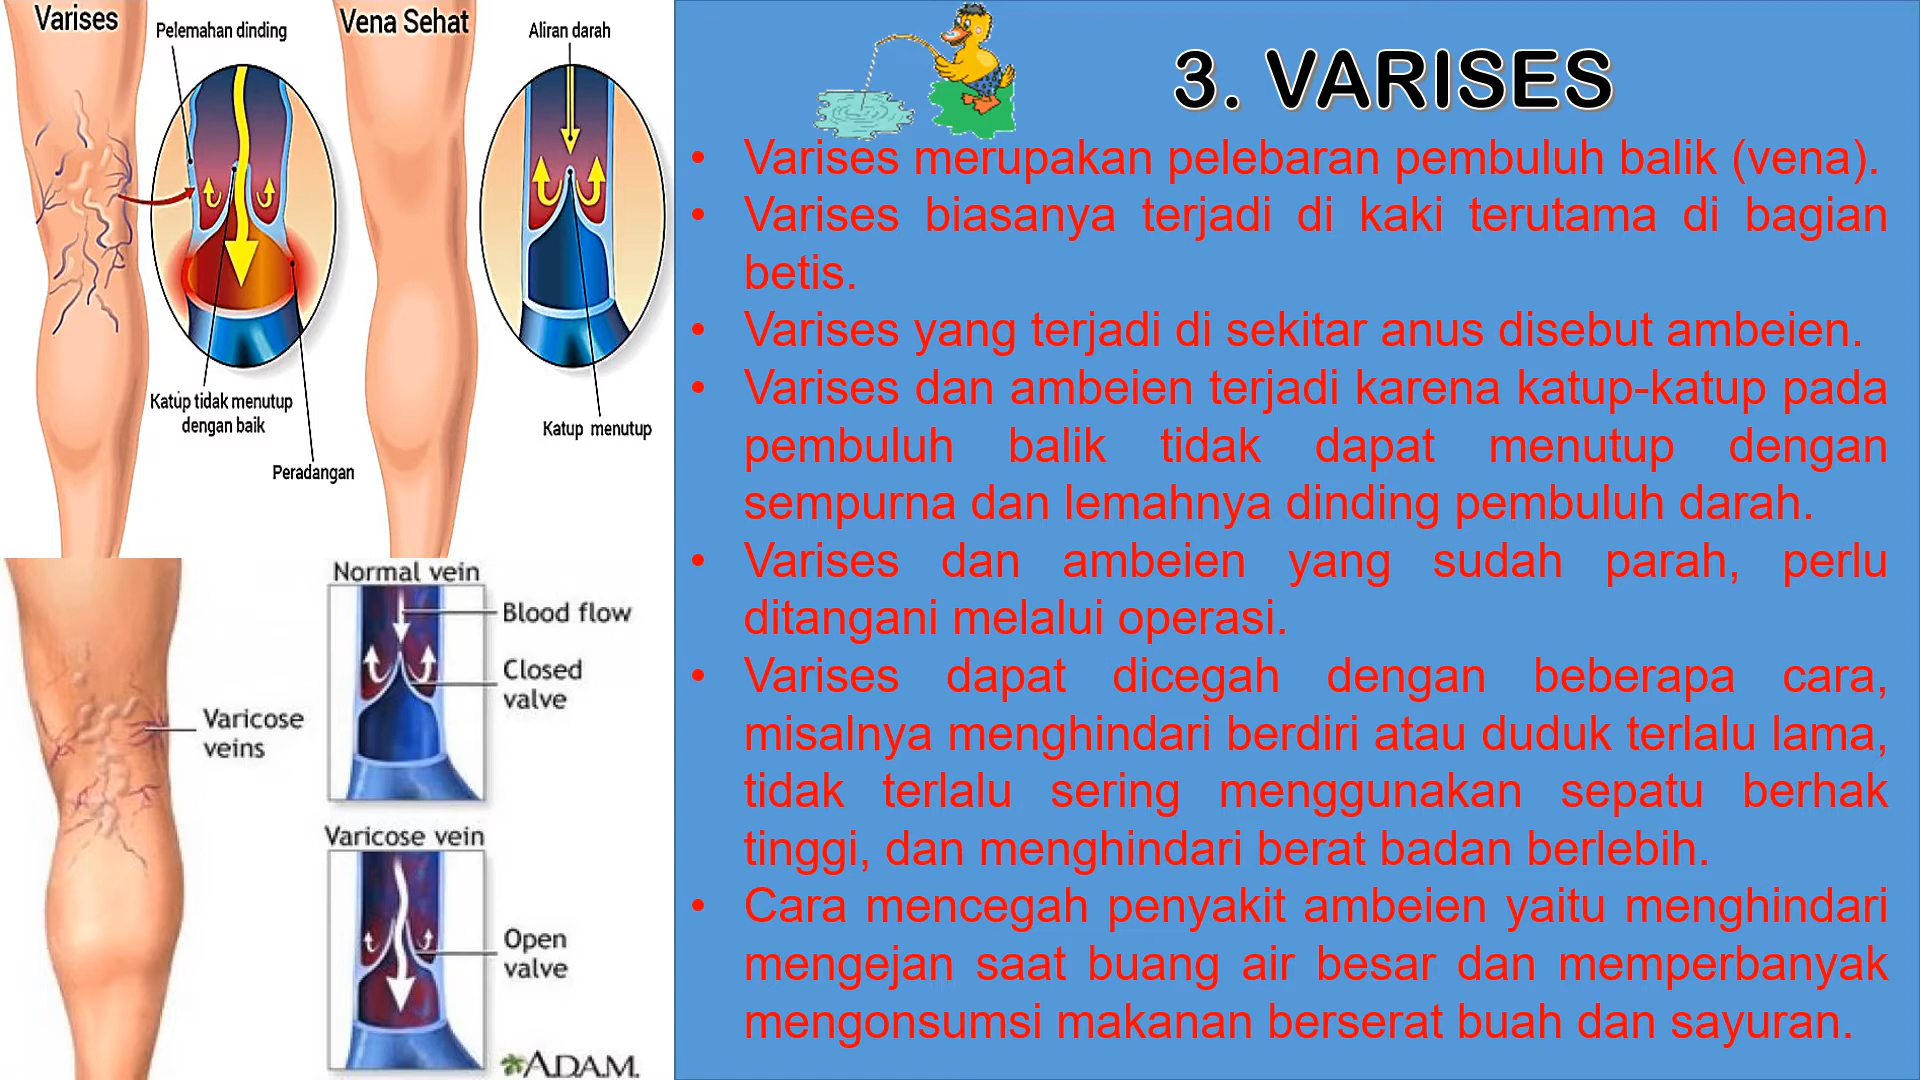 Varises
Pelemahan dinding
Vena Sehat
Aliran darah
Katup tidak menutup
dengan baik
Peradangan
Katup menutup
Normal vein
Blood flow
Closed
valve
Varicose
veins
Varicose vein
Open
valve
ADAM.
3. VARISES
• Varises merupakan pelebaran pembuluh balik (vena).
• Varises biasanya terjadi di kaki terutama di bagian
betis.
• Varises yang terjadi di sekitar anus disebut ambeien.
• Varises dan ambeien terjadi karena katup-katup pada
pembuluh balik tidak dapat menutup dengan
sempurna dan lemahnya dinding pembuluh darah.
• Varises dan ambeien yang sudah parah, perlu
ditangani melalui operasi.
• Varises dapat dicegah dengan beberapa cara,
misalnya menghindari berdiri atau duduk terlalu lama,
tidak terlalu sering menggunakan sepatu berhak
tinggi, dan menghindari berat badan berlebih.
• Cara mencegah penyakit ambeien yaitu menghindari
mengejan saat buang air besar dan memperbanyak
mengonsumsi makanan berserat buah dan sayuran.